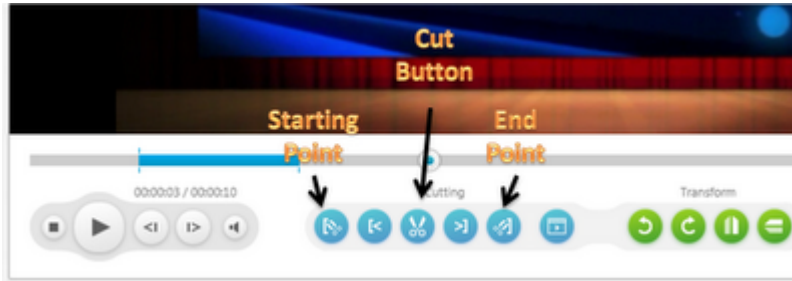 Cut
Button
Starting
Point
End
Point
00:00:03 / 00:00:10
Cutting
Transform